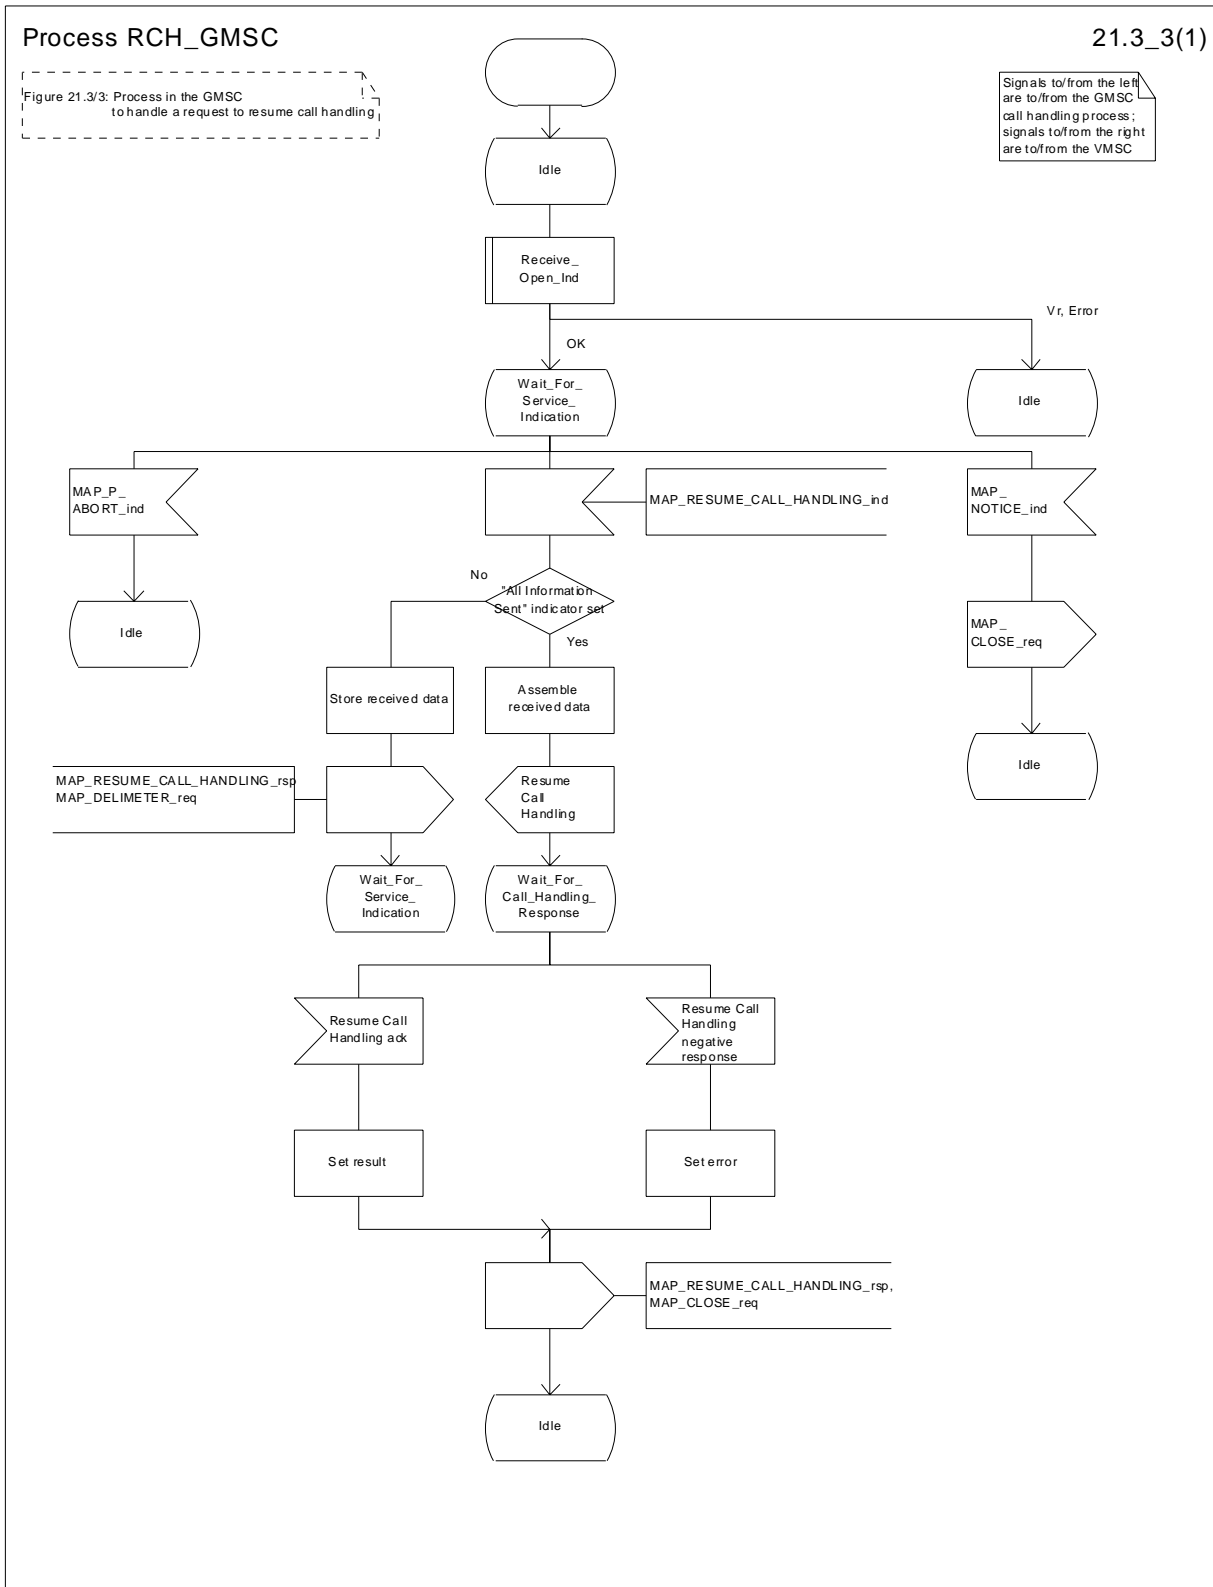 Process RCH_GMSC
21.3_3(1)
Figure 21.3/3: Process in the GMSC
to handle a request to resume call handling
Signals to/from the left
are to/from the GMSC
call handling process;
signals to/from the right
are to/from the VMSC
Idle
Receive_
Open_Ind
Vr, Error
OK
Wait_For_
Service_
Indication
Idle
MAP_P_
ABORT_ind
MAP_RESUME_CALL_HANDLING_ind
MAP_
NOTICE_ind
No
"All Information
Sent" indicator set
Yes
Idle
MAP_
CLOSE_req
Store received data
Assemble
received data
Idle
MAP_RESUME_CALL_HANDLING_rsp
MAP_DELIMETER_req
Resume
Call
Handling
Wait_For_
Service_
Indication
Wait_For_
Call_Handling_
Response
Resume Call
Handling ack
Resume Call
Handling
negative
response
Set result
Set error
MAP_RESUME_CALL_HANDLING_rsp,
MAP_CLOSE_req
Idle